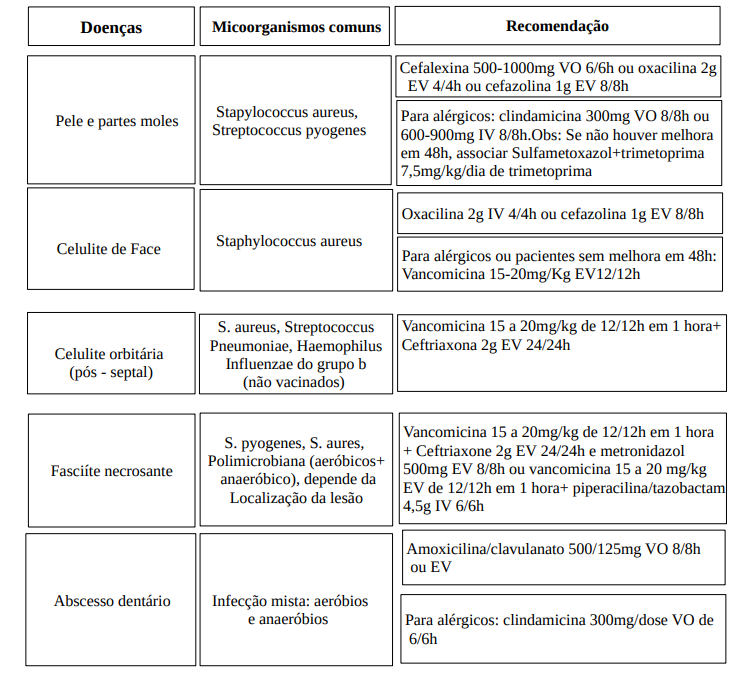 Doenças
Micoorganismos comuns
Recomendação
Pele e partes moles
Stapylococcus aureus,
Streptococcus pyogenes
Cefalexina 500-1000mg VO 6/6h ou oxacilina 2g
EV 4/4h ou cefazolina 1g EV 8/8h
Para alérgicos: clindamicina 300mg VO 8/8h ou
600-900mg IV 8/8h.Obs: Se não houver melhora
em 48h, associar Sulfametoxazol+trimetoprima
7,5mg/kg/dia de trimetoprima
Celulite de Face
Staphylococcus aureus
Oxacilina 2g IV 4/4h ou cefazolina 1g EV 8/8h
Para alérgicos ou pacientes sem melhora em 48h:
Vancomicina 15-20mg/Kg EV12/12h
Celulite orbitária
(pós - septal)
S. aureus, Streptococcus
Pneumoniae, Haemophilus
Influenzae do grupo b
(não vacinados)
Vancomicina 15 a 20mg/kg de 12/12h em 1 hora+
Ceftriaxona 2g EV 24/24h
Fasciíte necrosante
S. pyogenes, S. aures,
Polimicrobiana (aeróbicos+
anaeróbico), depende da
Localização da lesão
Vancomicina 15 a 20mg/kg de 12/12h em 1 hora
+ Ceftriaxone 2g EV 24/24h e metronidazol
500mg EV 8/8h ou vancomicina 15 a 20 mg/kg
EV de 12/12h em 1 hora+ piperacilina/tazobactam
4,5g IV 6/6h
Abscesso dentário
Infecção mista: aeróbios
e anaeróbios
Amoxicilina/clavulanato 500/125mg VO 8/8h
ou EV
Para alérgicos: clindamicina 300mg/dose VO de
6/6h